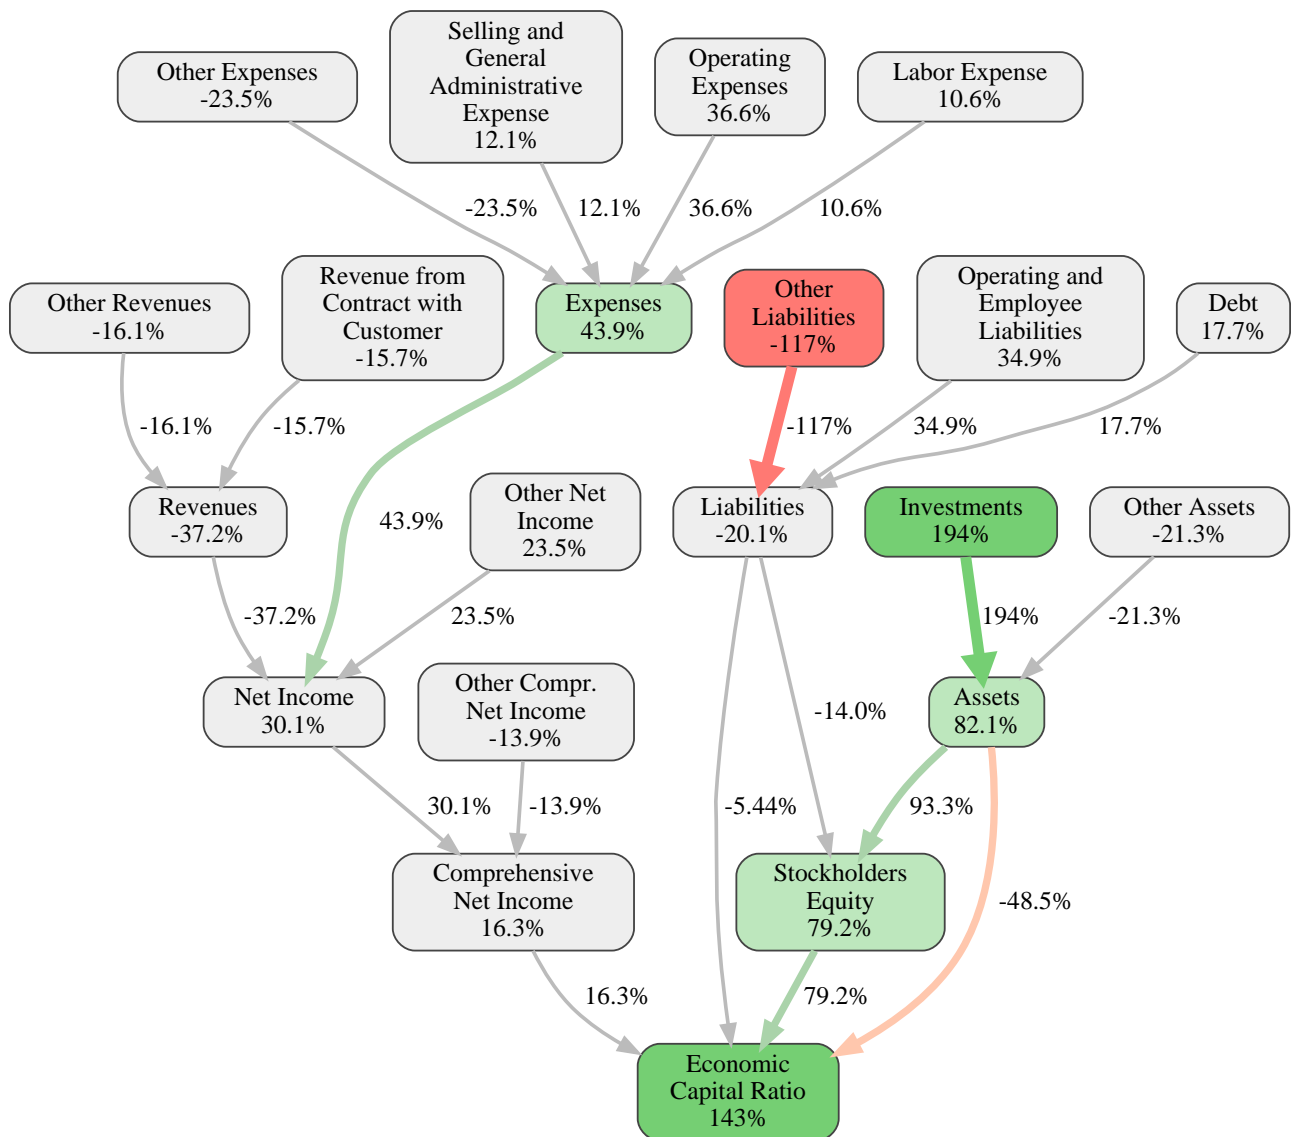 Other Expenses
-23.5%
Selling and
General
Administrative
Expense
12.1%
Operating
Expenses
36.6%
Labor Expense
10.6%
-23.5%
12.1%
36.6%
10.6%
Other Revenues
-16.1%
Revenue from
Contract with
Customer
-15.7%
Expenses
43.9%
Other
Liabilities
-117%
Operating and
Employee
Liabilities
34.9%
Debt
17.7%
-16.1%
-15.7%
-117%
34.9%
17.7%
Revenues
-37.2%
43.9%
Other Net
Income
23.5%
Liabilities
-20.1%
Investments
194%
Other Assets
-21.3%
-37.2%
23.5%
194%
-21.3%
Net Income
30.1%
Other Compr.
Net Income
-13.9%
-14.0%
Assets
82.1%
30.1%
-13.9%
-5.44%
93.3%
Comprehensive
Net Income
16.3%
Stockholders
Equity
79.2%
-48.5%
16.3%
79.2%
Economic
Capital Ratio
143%